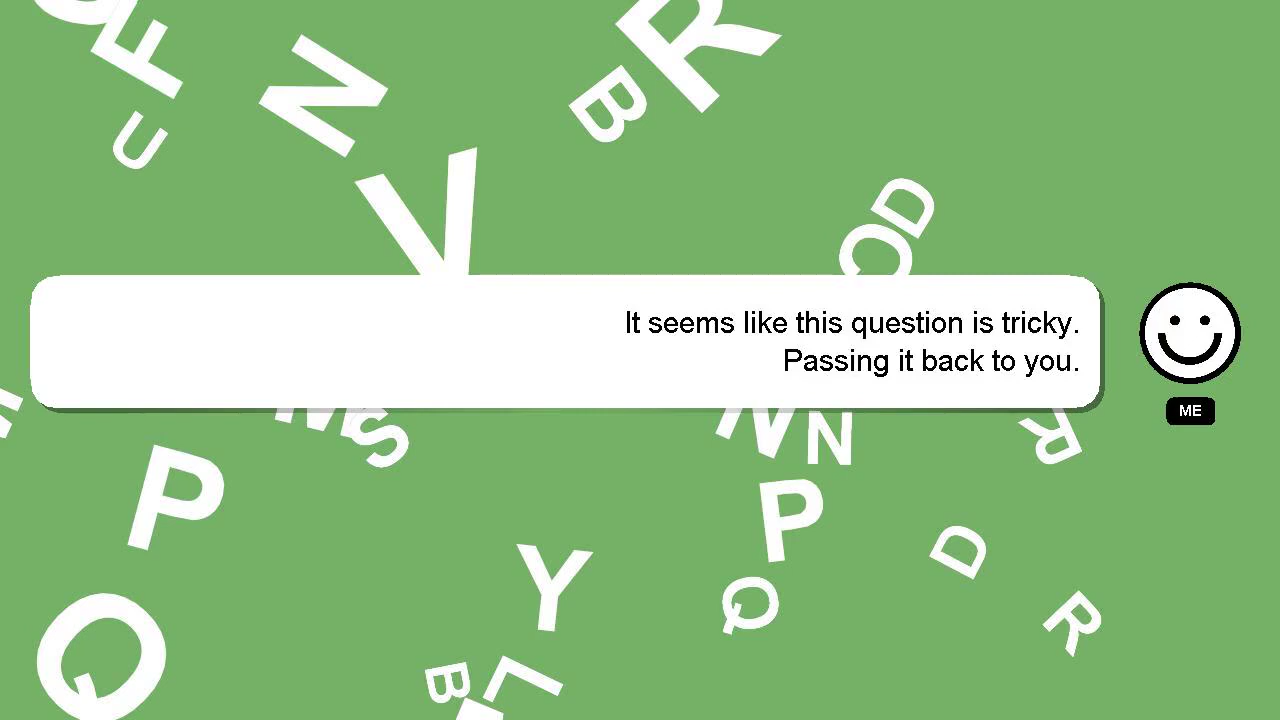 It seems like this question is tricky.
Passing it back to you.
ME
F
N
U
B
R
V
D
O
S
N
N
R
P
P
Y
D
Q
Q
R
B
L